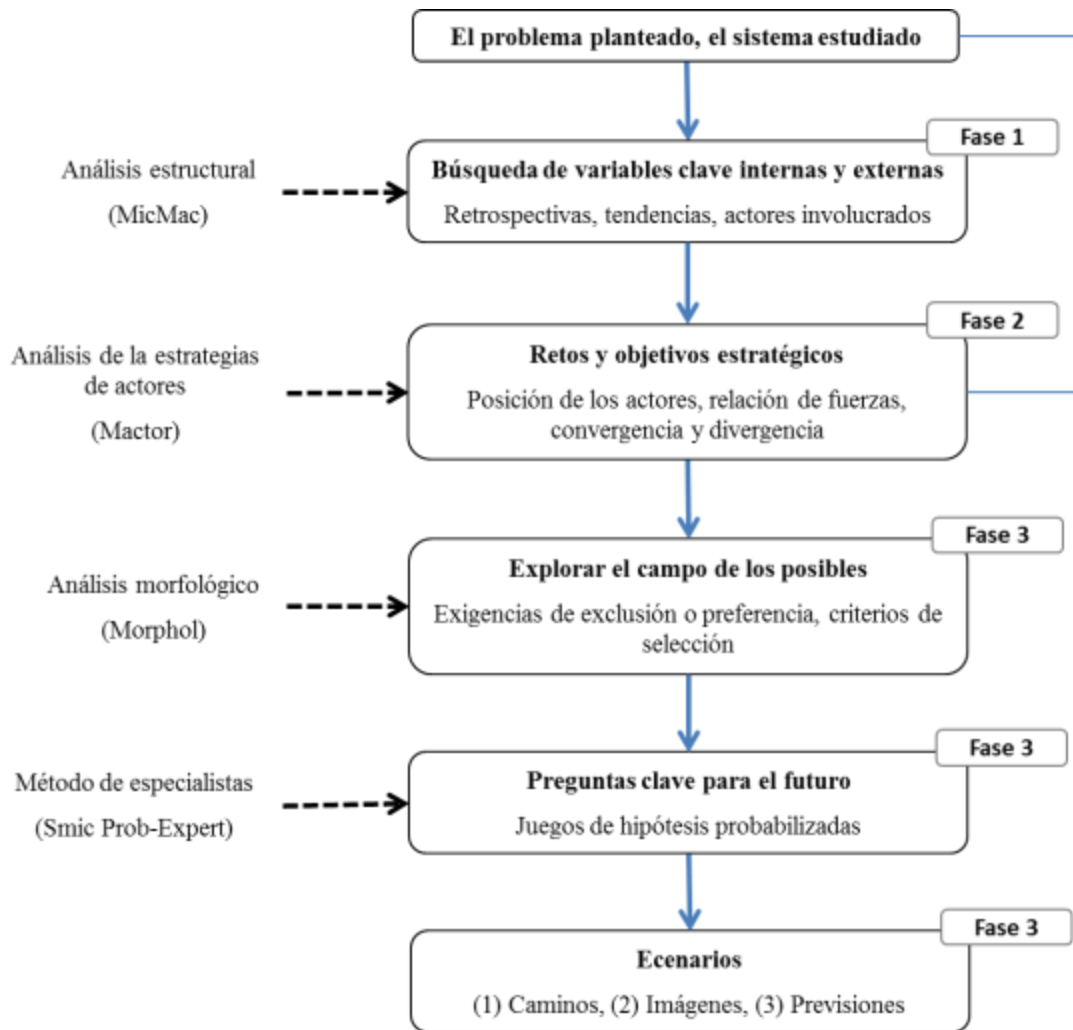 El problema planteado, el sistema estudiado
Fase 1
Análisis estructural
(MicMac)
Búsqueda de variables clave internas y externas
Retrospectivas, tendencias, actores involucrados
Fase 2
Análisis de la estrategias
de actores
(Mactor)
Retos y objetivos estratégicos
Posición de los actores, relación de fuerzas,
convergencia y divergencia
Fase 3
Análisis morfológico
(Morphol)
Explorar el campo de los posibles
Exigencias de exclusión o preferencia, criterios de
selección
Fase 3
Método de especialistas
(Smic Prob-Expert)
Preguntas clave para el futuro
Juegos de hipótesis probabilizadas
Fase 3
Ecenarios
(1) Caminos, (2) Imágenes, (3) Previsiones